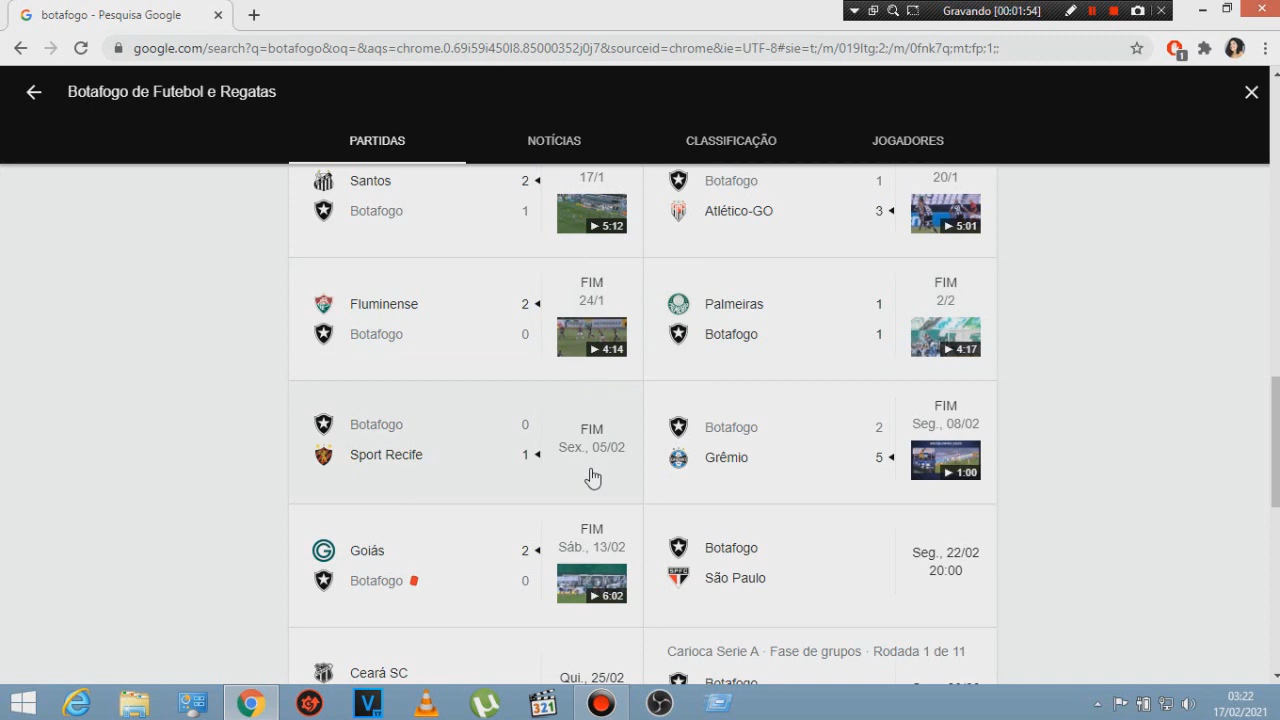 botafogo - Pesquisa Google
Gravando [00:01:54]
google.com/search?q=botafogo&oq=&aqs=chrome.0.69i59i450l8.85000352j0j7&sourceid=chrome&ie=UTF-8#sie=t;/m/019ltg;2;/m/0fnk7q;mt;fp;1;;
1
Botafogo de Futebol e Regatas
PARTIDAS NOTÍCIAS CLASSIFICAÇÃO JOGADORES
Santos 2 17/1
Botafogo 1
5:12
Botafogo 1 20/1
Atlético-GO 3
5:01
FIM
Fluminense 2 24/1
Botafogo 0
4:14
FIM
Palmeiras 1 2/2
Botafogo 1
4:17
Botafogo 0 FIM
Sport Recife 1 Sex., 05/02
FIM
Botafogo 2 Seg., 08/02
Grêmio 5
1:00
FIM
Goiás 2 Sáb., 13/02
Botafogo 0
6:02
Botafogo Seg., 22/02
São Paulo 20:00
Ceará SC Qui., 25/02
Carioca Serie A · Fase de grupos · Rodada 1 de 11
Botafogo
SPFC
321
03:22
17/02/2021